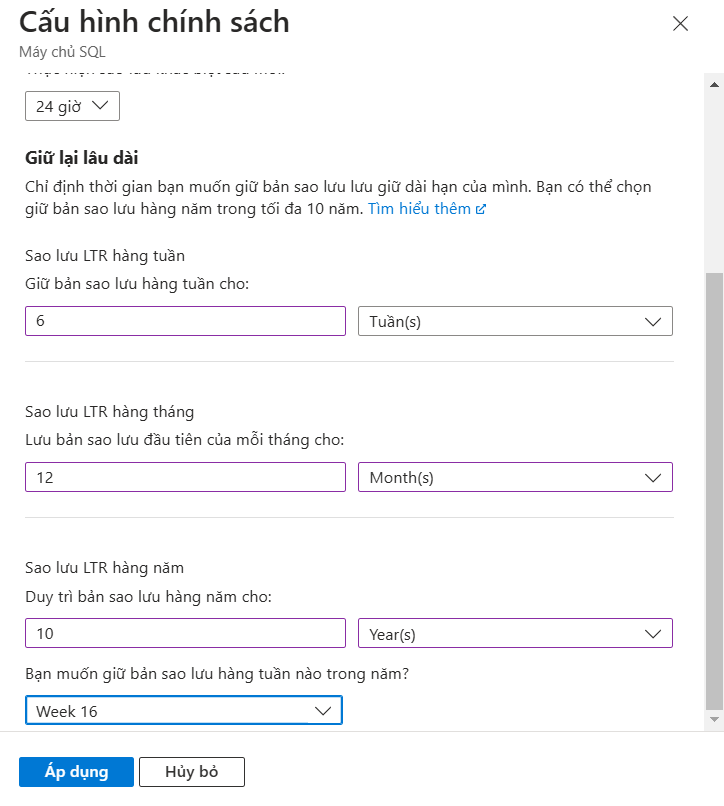 Cấu hình chính sách
Máy chủ SQL
24 giờ
Giữ lại lâu dài
Chỉ định thời gian bạn muốn giữ bản sao lưu lưu giữ dài hạn của mình. Bạn có thể chọn
giữ bản sao lưu hàng năm trong tối đa 10 năm. Tìm hiểu thêm
Sao lưu LTR hàng tuần
Giữ bản sao lưu hàng tuần cho:
6
Tuần(s)
Sao lưu LTR hàng tháng
Lưu bản sao lưu đầu tiên của mỗi tháng cho:
12
Month(s)
Sao lưu LTR hàng năm
Duy trì bản sao lưu hàng năm cho:
10
Year(s)
Bạn muốn giữ bản sao lưu hàng tuần nào trong năm?
Week 16
Áp dụng
Hủy bỏ